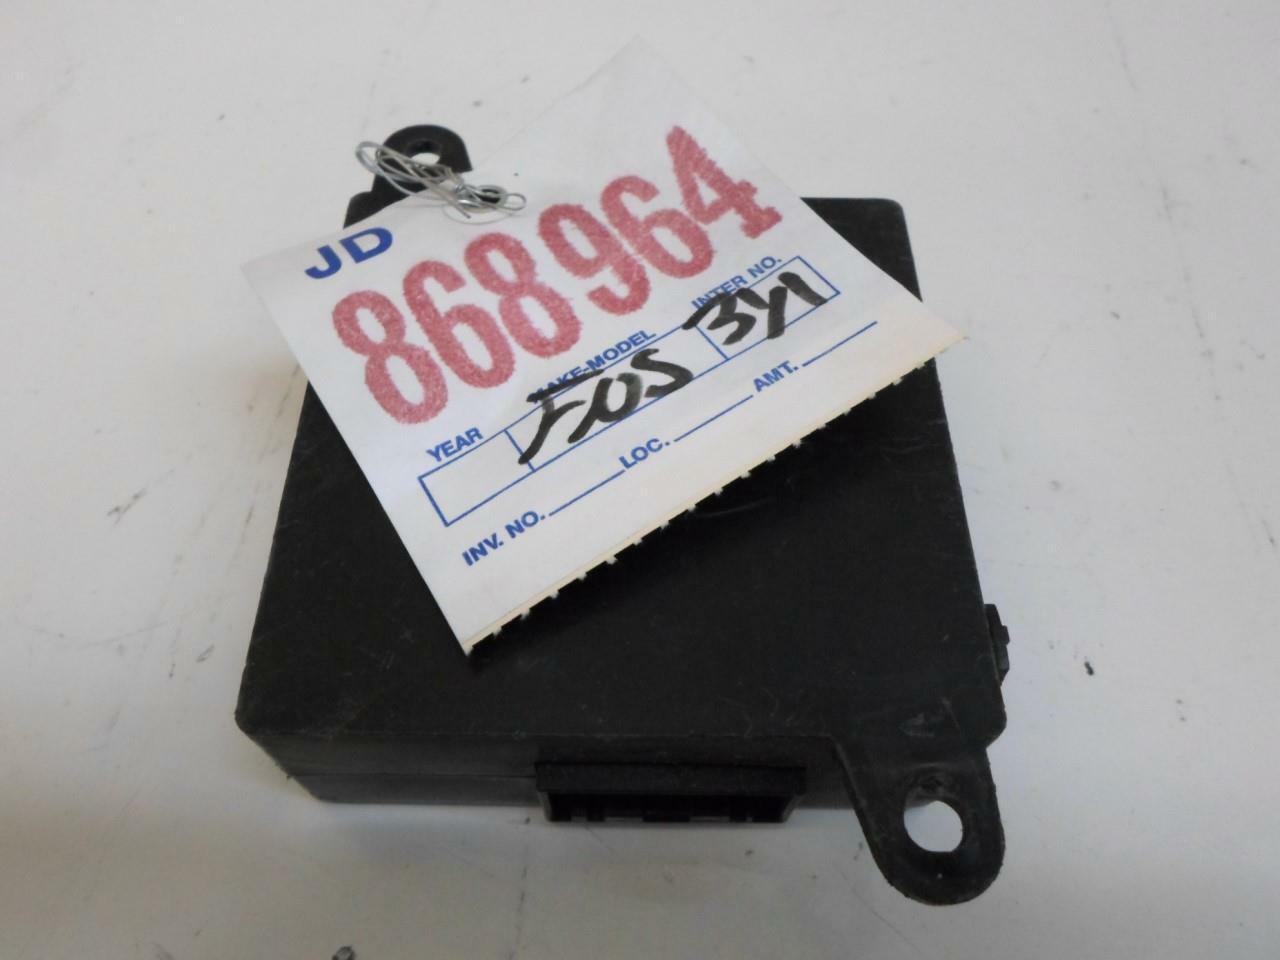 JD
868964
YEAR MAKE-MODEL INTER NO.
EOS 3Y1
INV. NO. LOC. AMT.